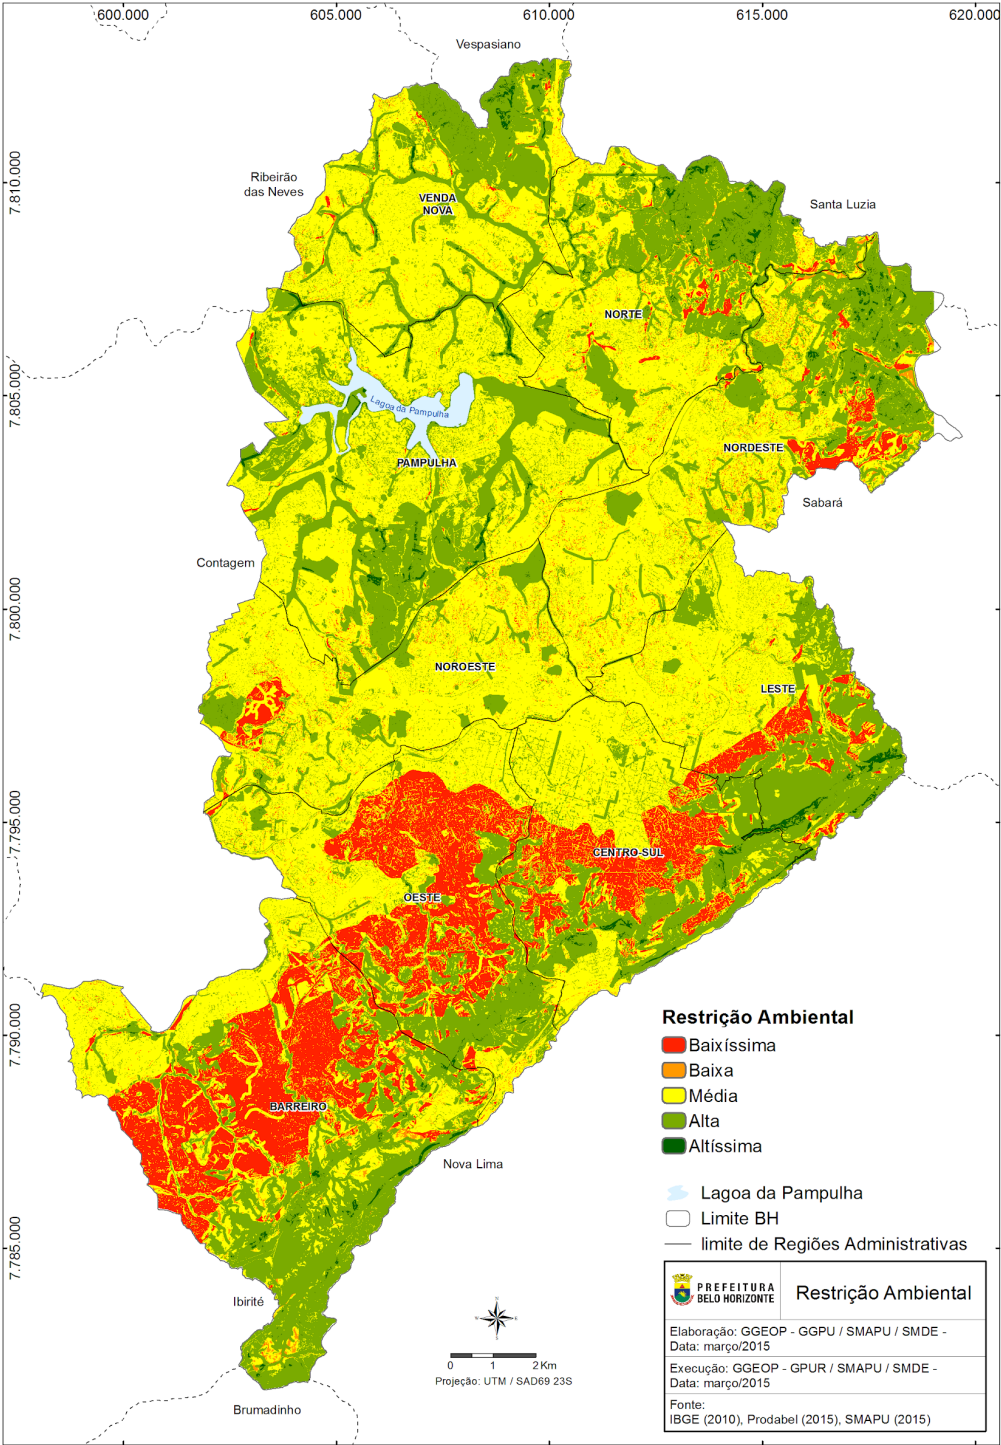 600.000
605.000
610.000
615.000
620.000
Vespasiano
7.810.000
Ribeirão
das Neves
VENDA
NOVA
Santa Luzia
NORTE
7.805.000
Lagoa da Pampulha
PAMPULHA
NORDESTE
Sabará
Contagem
7.800.000
NOROESTE
LESTE
7.795.000
CENTRO-SUL
OESTE
7.790.000
BARREIRO
Nova Lima
7.785.000
Ibirité
Brumadinho
Restrição Ambiental
Baixíssima
Baixa
Média
Alta
Altíssima
Lagoa da Pampulha
Limite BH
limite de Regiões Administrativas
0 1 2 Km
Projeção: UTM / SAD69 23S
PREFEITURA
BELO HORIZONTE
Restrição Ambiental
Elaboração: GGEOP - GGPU / SMAPU / SMDE -
Data: março/2015
Execução: GGEOP - GPUR / SMAPU / SMDE -
Data: março/2015
Fonte:
IBGE (2010), Prodabel (2015), SMAPU (2015)